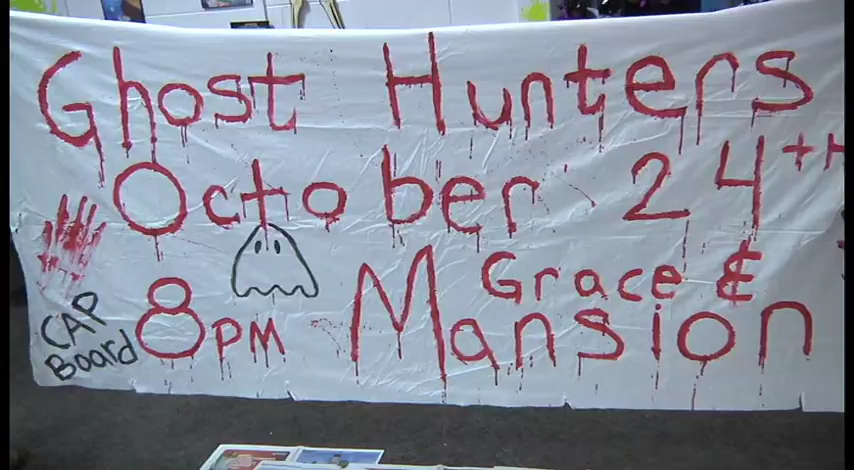 Ghost Hunters
October 24th
8PM Mansion
Grace &
CAP
Board